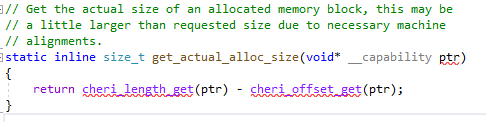 // Get the actual size of an allocated memory block, this may be
// a little larger than requested size due to necessary machine
// alignments.
static inline size_t get_actual_alloc_size(void* __capability ptr)
{
return cheri_length_get(ptr) - cheri_offset_get(ptr);
}